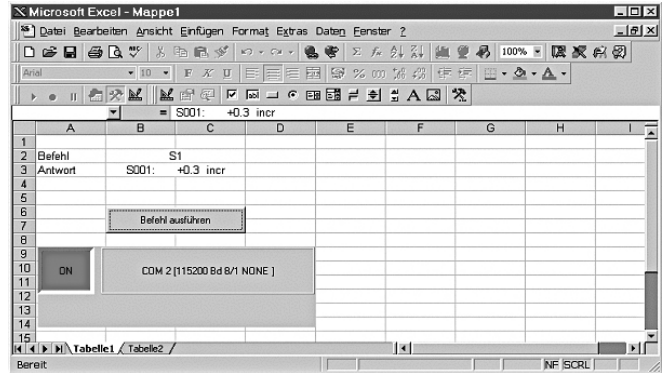 Microsoft Excel - Mappe1
Datei Bearbeiten Ansicht Einfügen Format Extras Daten Fenster ?
100%
Arial 10 F K U
= S001: +0.3 incr
A B C D E F G H I
1
2 Befehl S1
3 Antwort S001: +0.3 incr
4
5
6
Befehl ausführen
7
8
9
10 ON COM 2 [115200 Bd 8/1 NONE ]
11
12
13
14
15
Tabelle1 Tabelle2
Bereit NF SCRL